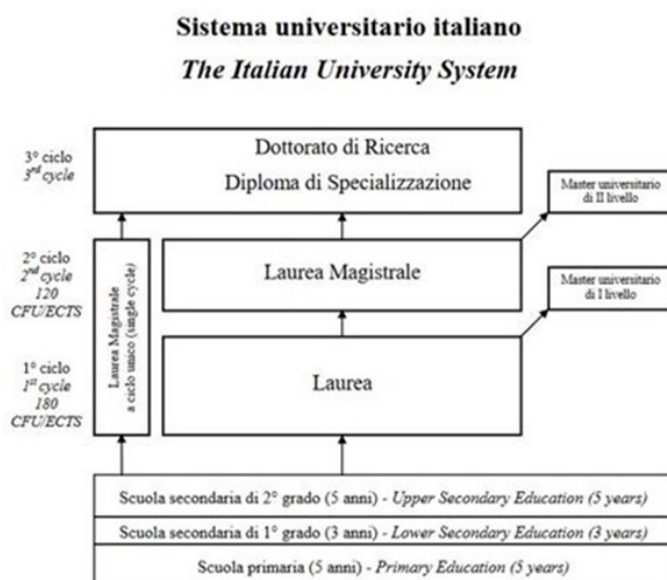 Sistema universitario italiano
The Italian University System
3° ciclo
3rd cycle
Dottorato di Ricerca
Diploma di Specializzazione
Master universitario
di II livello
2° ciclo
2nd cycle
120
CFU/ECTS
Laurea Magistrale
a ciclo unico (single cycle)
Laurea Magistrale
Master universitario
di I livello
1° ciclo
1st cycle
180
CFU/ECTS
Laurea
Scuola secondaria di 2° grado (5 anni) - Upper Secondary Education (5 years)
Scuola secondaria di 1° grado (3 anni) - Lower Secondary Education (3 years)
Scuola primaria (5 anni) - Primary Education (5 years)